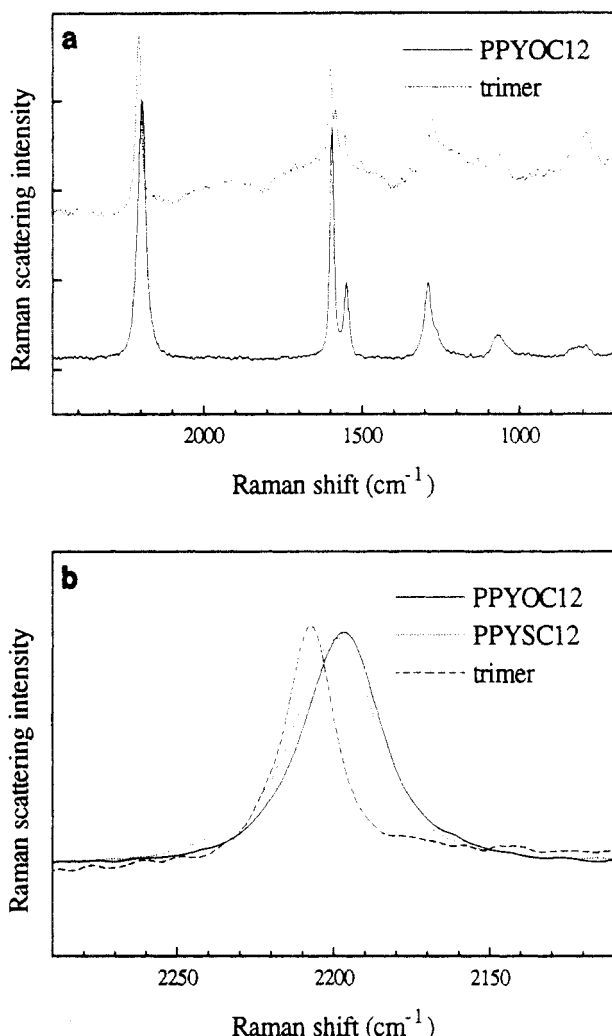 a
PPYOC12
trimer
Raman scattering intensity
2000 1500 1000
Raman shift (cm-1)
b
PPYOC12
PPYSC12
trimer
Raman scattering intensity
2250 2200 2150
Raman shift (cm-1)